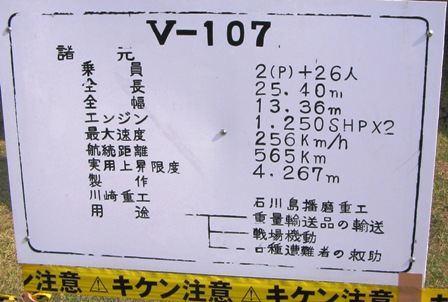 V-107
諸元
乗員 2(P)+26人
全長 25.40m
全幅 13.36m
エンジン 1.250SHPX2
最大速度 256Km/h
航続距離 565Km
実用上昇限度 4.267m
製作
川崎重工 石川島播磨重工
用途 重量輸送品の輸送
戦場機動
各種遭難者の救助
ケン注意 ⚠ キケン注意 ⚠ キケン注意